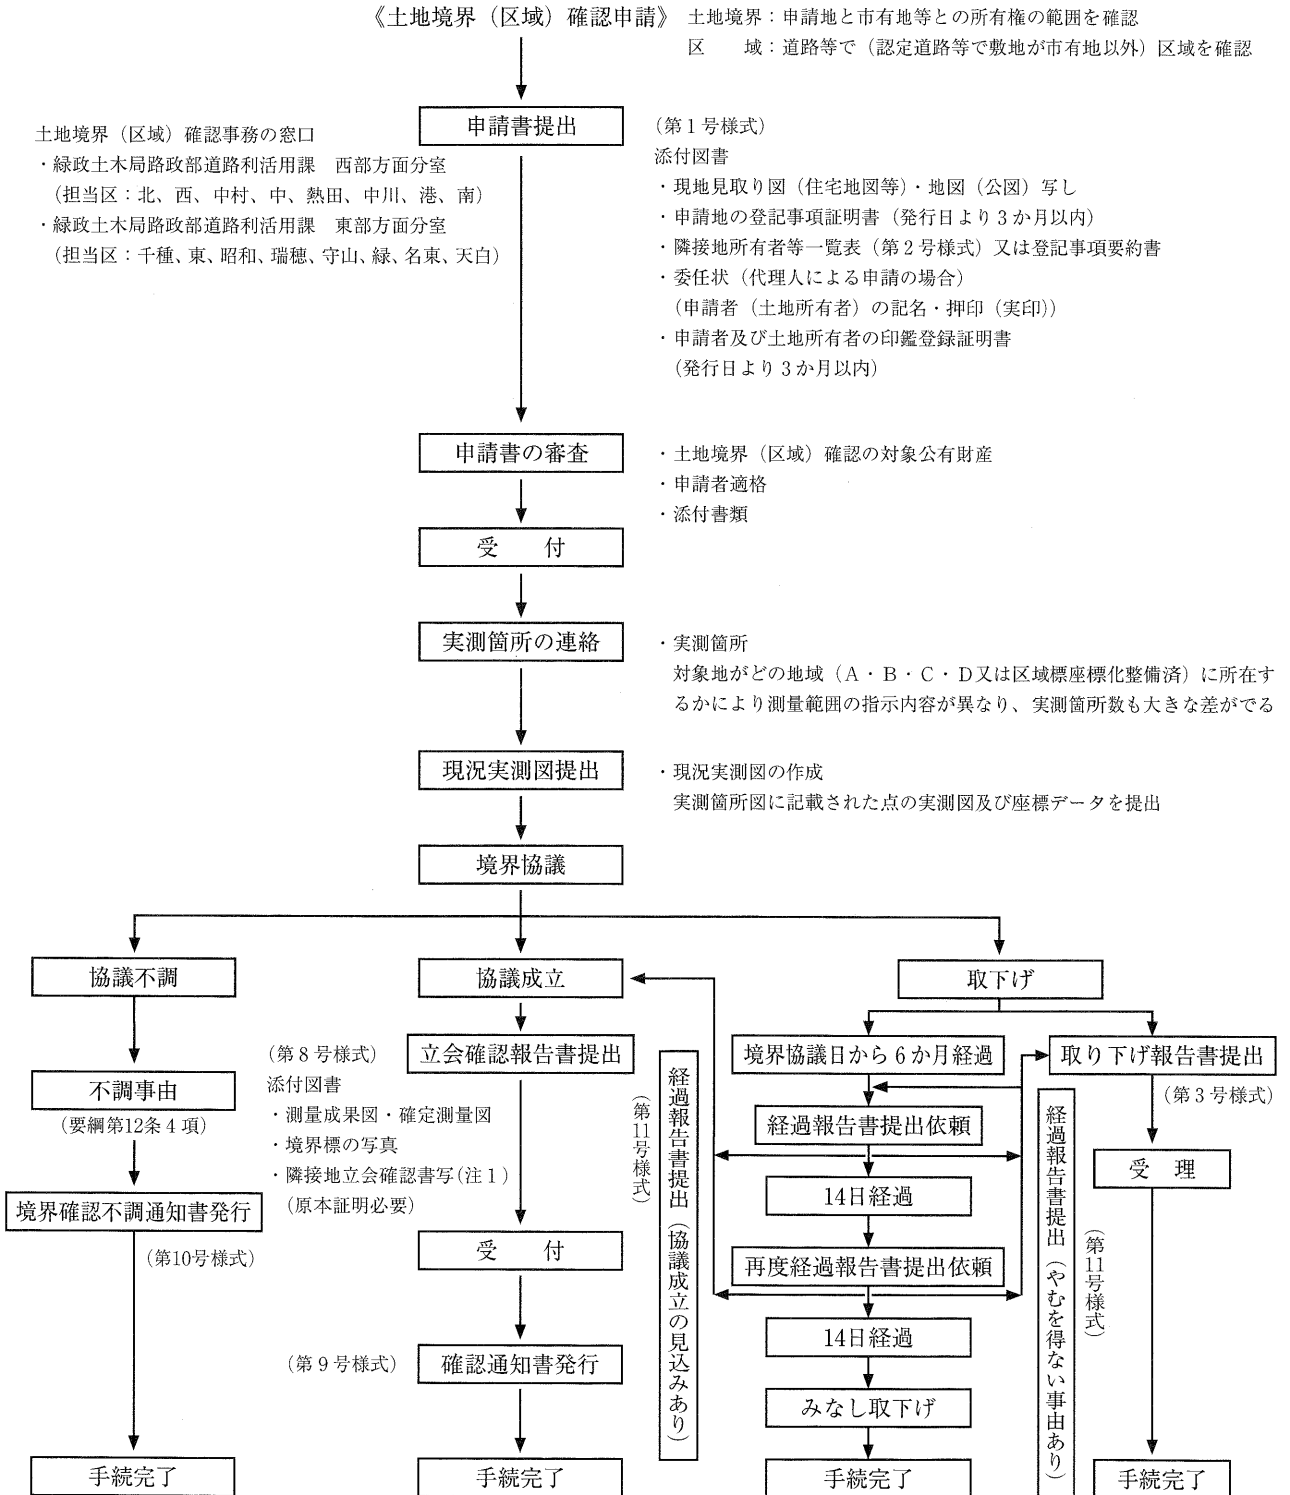 《土地境界（区域）確認申請》
土地境界：申請地と市有地等との所有権の範囲を確認
区　　域：道路等で（認定道路等で敷地が市有地以外）区域を確認
申請書提出
土地境界（区域）確認事務の窓口
・緑政土木局路政部道路利活用課　西部方面分室
（担当区：北、西、中村、中、熱田、中川、港、南）
・緑政土木局路政部道路利活用課　東部方面分室
（担当区：千種、東、昭和、瑞穂、守山、緑、名東、天白）
（第１号様式）
添付図書
・現地見取り図（住宅地図等）・地図（公図）写し
・申請地の登記事項証明書（発行日より３か月以内）
・隣接地所有者等一覧表（第２号様式）又は登記事項要約書
・委任状（代理人による申請の場合）
（申請者（土地所有者）の記名・押印（実印））
・申請者及び土地所有者の印鑑登録証明書
（発行日より３か月以内）
申請書の審査
・土地境界（区域）確認の対象公有財産
・申請者適格
・添付書類
受　　付
実測箇所の連絡
・実測箇所
対象地がどの地域（Ａ・Ｂ・Ｃ・Ｄ又は区域標座標化整備済）に所在す
るかにより測量範囲の指示内容が異なり、実測箇所数も大きな差がでる
現況実測図提出
・現況実測図の作成
実測箇所図に記載された点の実測図及び座標データを提出
境界協議
協議不調
不調事由
（要綱第12条４項）
境界確認不調通知書発行
（第10号様式）
手続完了
協議成立
立会確認報告書提出
（第８号様式）
添付図書
・測量成果図・確定測量図
・境界標の写真
・隣接地立会確認書写（注１）
（原本証明必要）
受　　付
（第９号様式）
確認通知書発行
手続完了
経過報告書提出（協議成立の見込みあり）
（第11号様式）
取下げ
境界協議日から６か月経過
経過報告書提出依頼
14日経過
再度経過報告書提出依頼
14日経過
みなし取下げ
手続完了
経過報告書提出（やむを得ない事由あり）
（第11号様式）
取り下げ報告書提出
（第３号様式）
受　理
手続完了